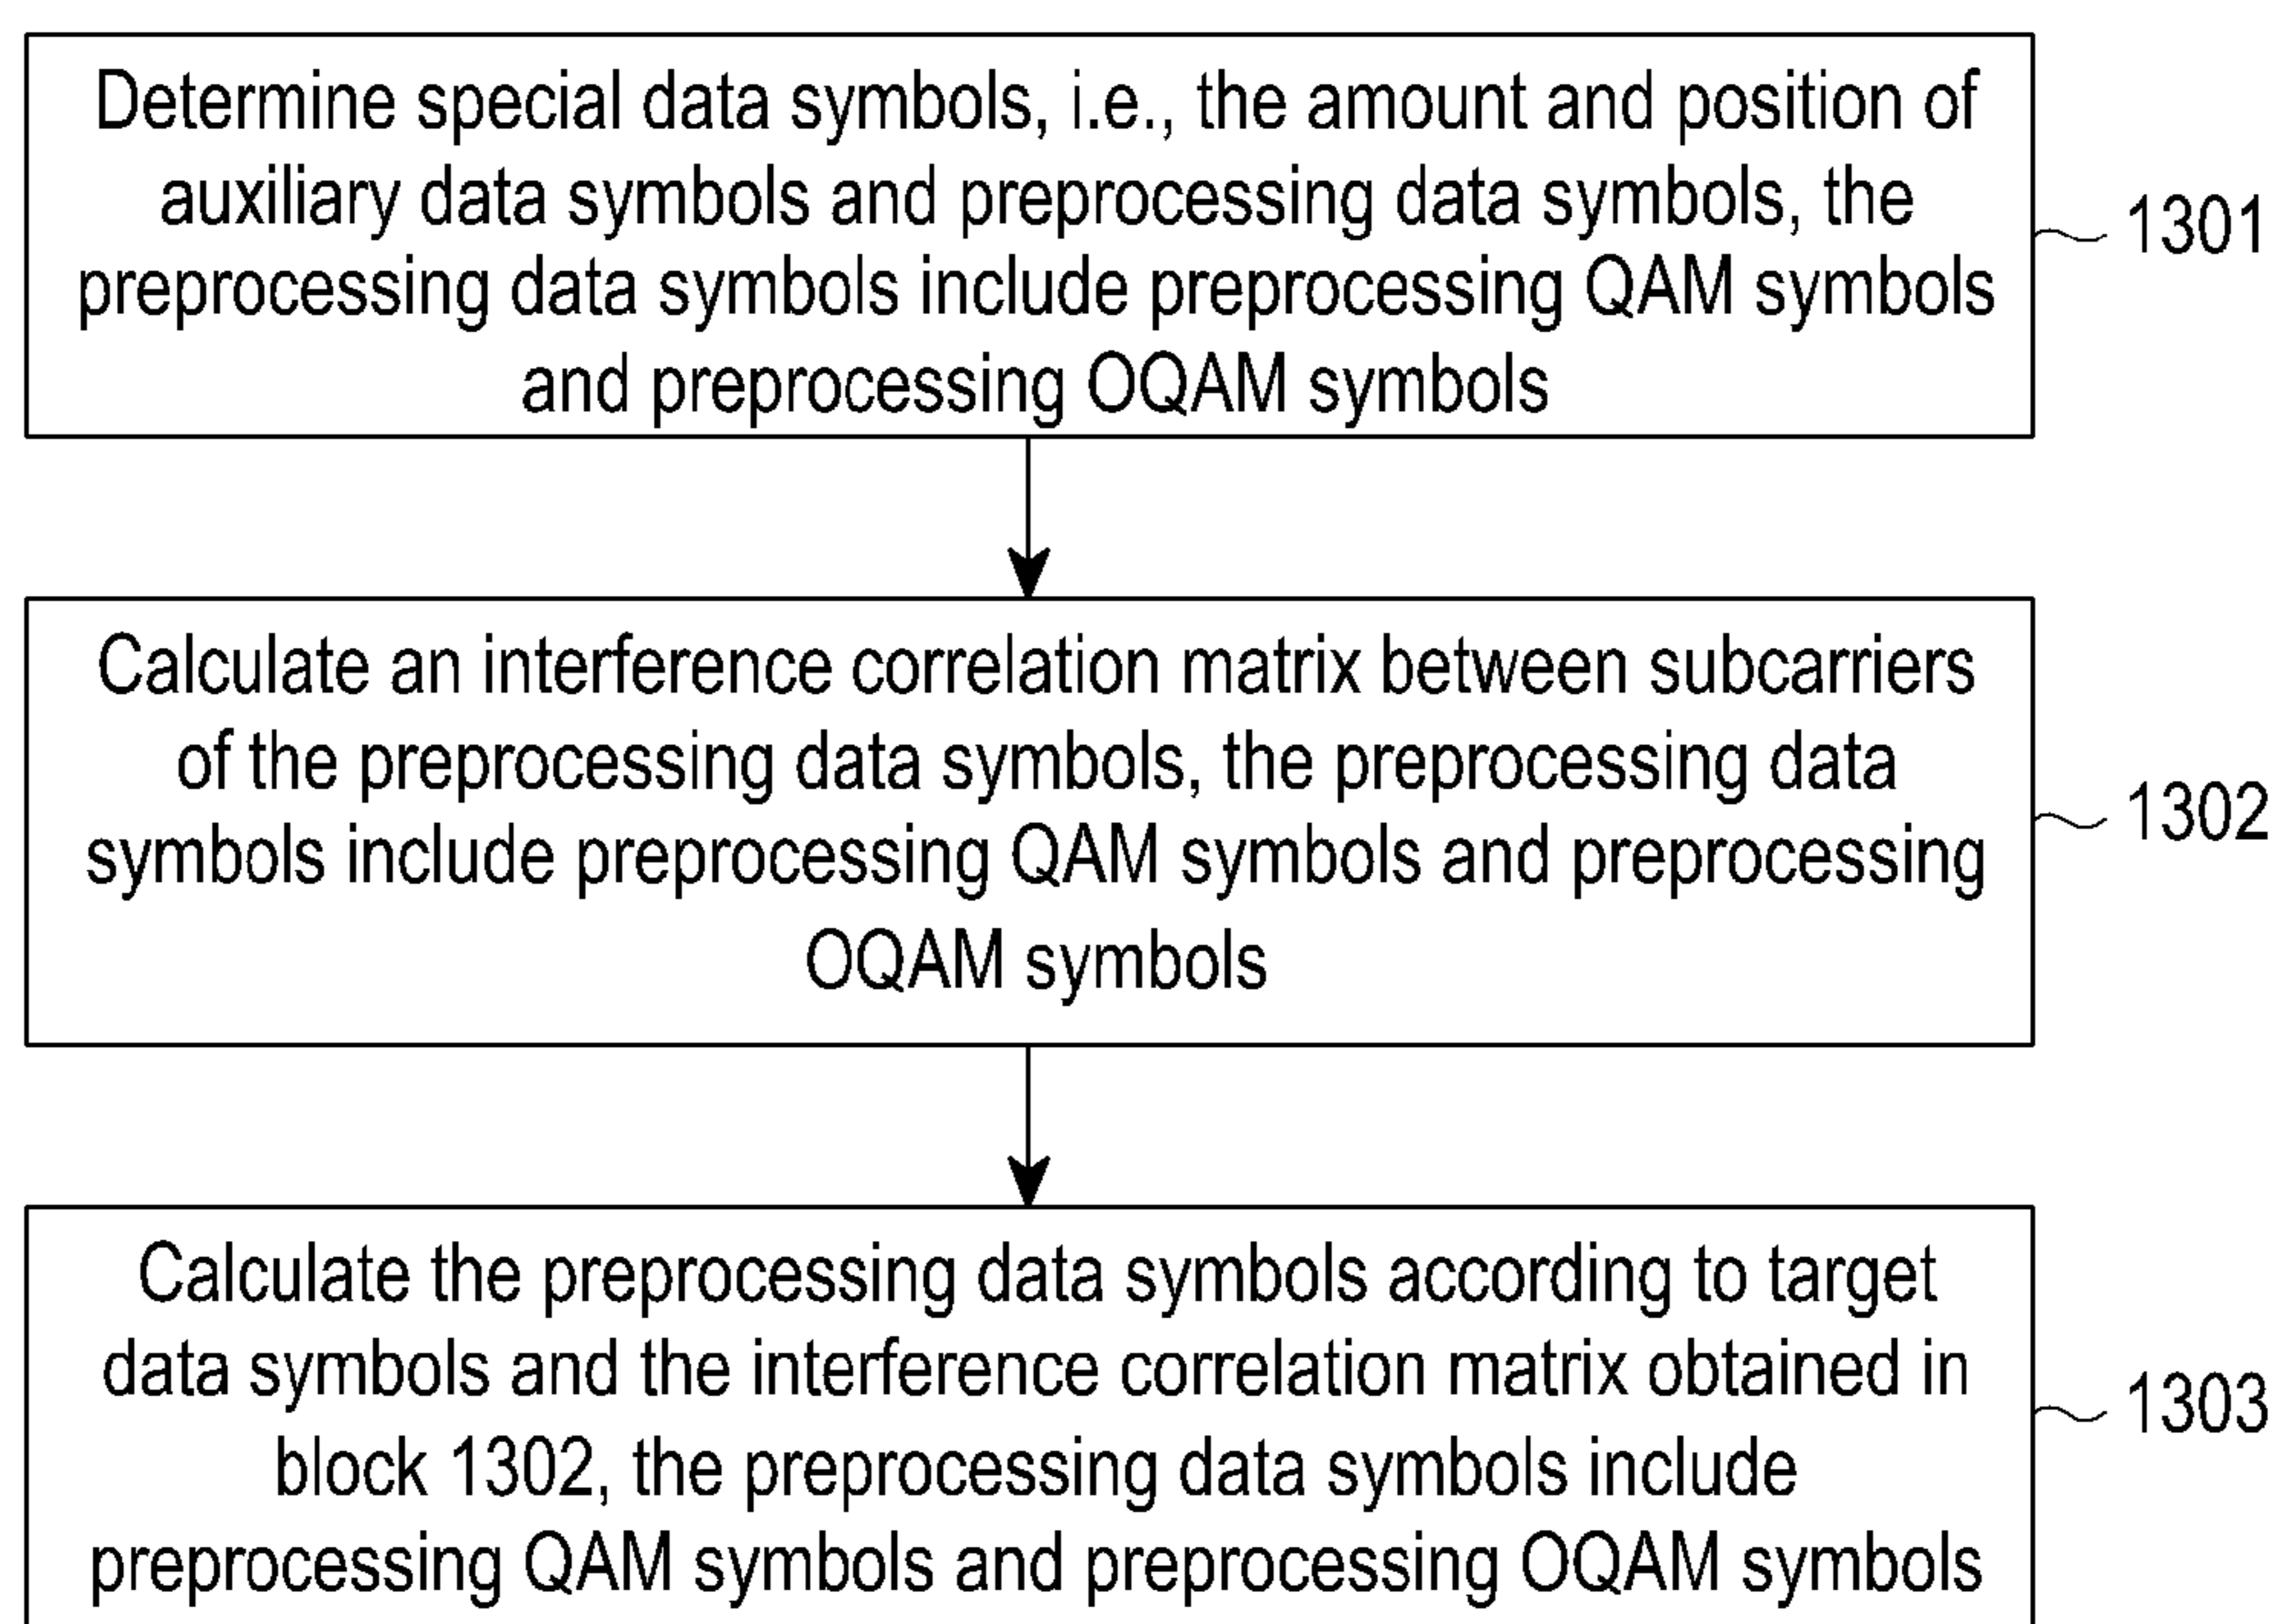 Determine special data symbols, i.e., the amount and position of
auxiliary data symbols and preprocessing data symbols, the
preprocessing data symbols include preprocessing QAM symbols
and preprocessing OQAM symbols
1301
Calculate an interference correlation matrix between subcarriers
of the preprocessing data symbols, the preprocessing data
symbols include preprocessing QAM symbols and preprocessing
OQAM symbols
1302
Calculate the preprocessing data symbols according to target
data symbols and the interference correlation matrix obtained in
block 1302, the preprocessing data symbols include
preprocessing QAM symbols and preprocessing OQAM symbols
1303